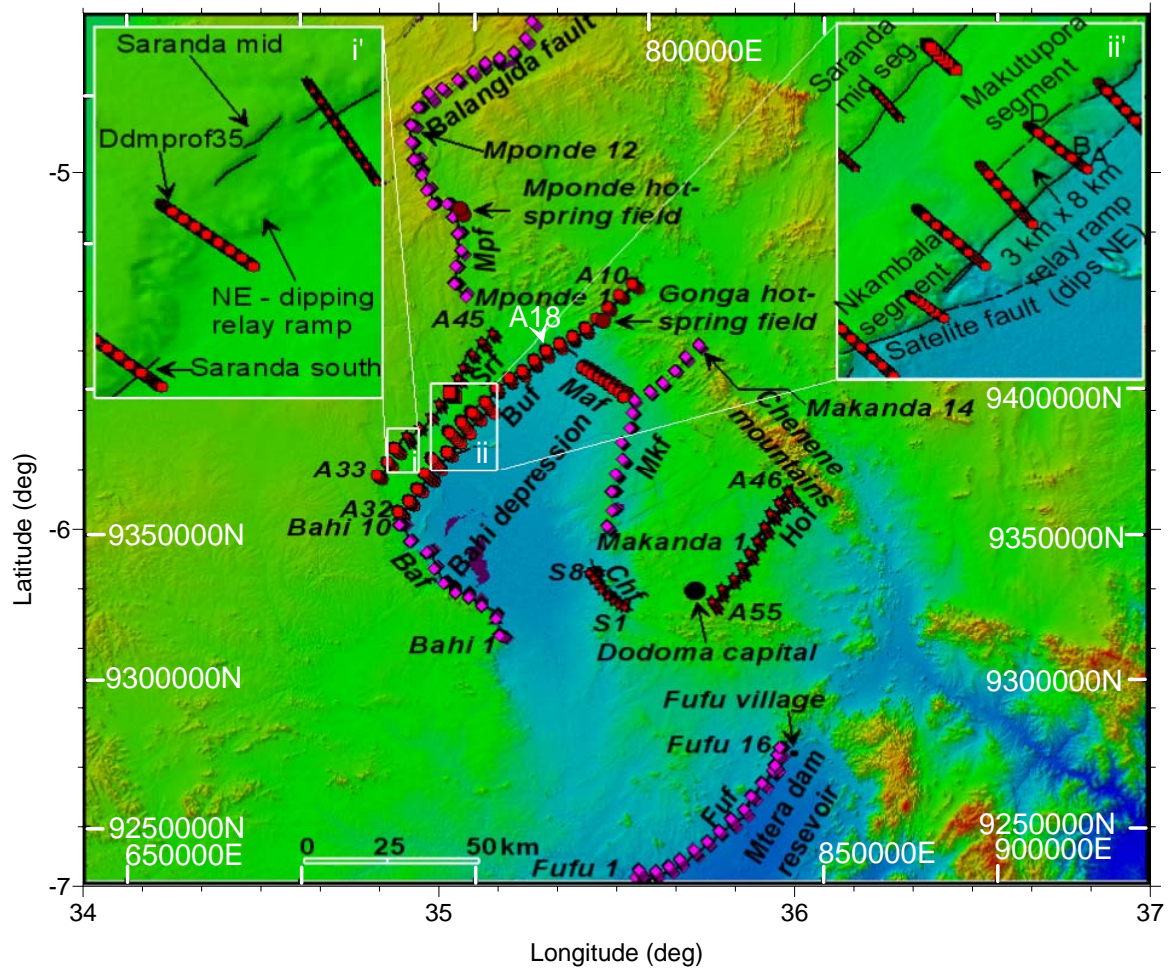 Saranda mid
i'
Ddmprof35
NE - dipping
relay ramp
Saranda south
800000E
Balangida fault
Mponde 12
Mponde hot-
spring field
Mpf
Mponde 1
A10
Gonga hot-
spring field
A18
A45
Srf
Buf
Maf
Mkf
Makanda 14
Chenene
mountains
A33
i
ii
A32
Bahi 10
Bahi depression
Baf
Bahi 1
A46
Hof
Makanda 1
S8
Chf
S1
A55
Dodoma capital
Fufu village
Fufu 16
Fuf
Mtera dam
resevoir
Fufu 1
ii'
Saranda
mid seg
Makutupora
segment
D
B
A
3 km x 8 km
relay ramp
(dips NE)
Nkambala
segment
Satelite fault
9400000N
9350000N
9350000N
9300000N
9300000N
9250000N
9250000N
650000E
850000E
900000E
0 25 50 km
-5
-6
-7
34 35 36 37
Latitude (deg)
Longitude (deg)